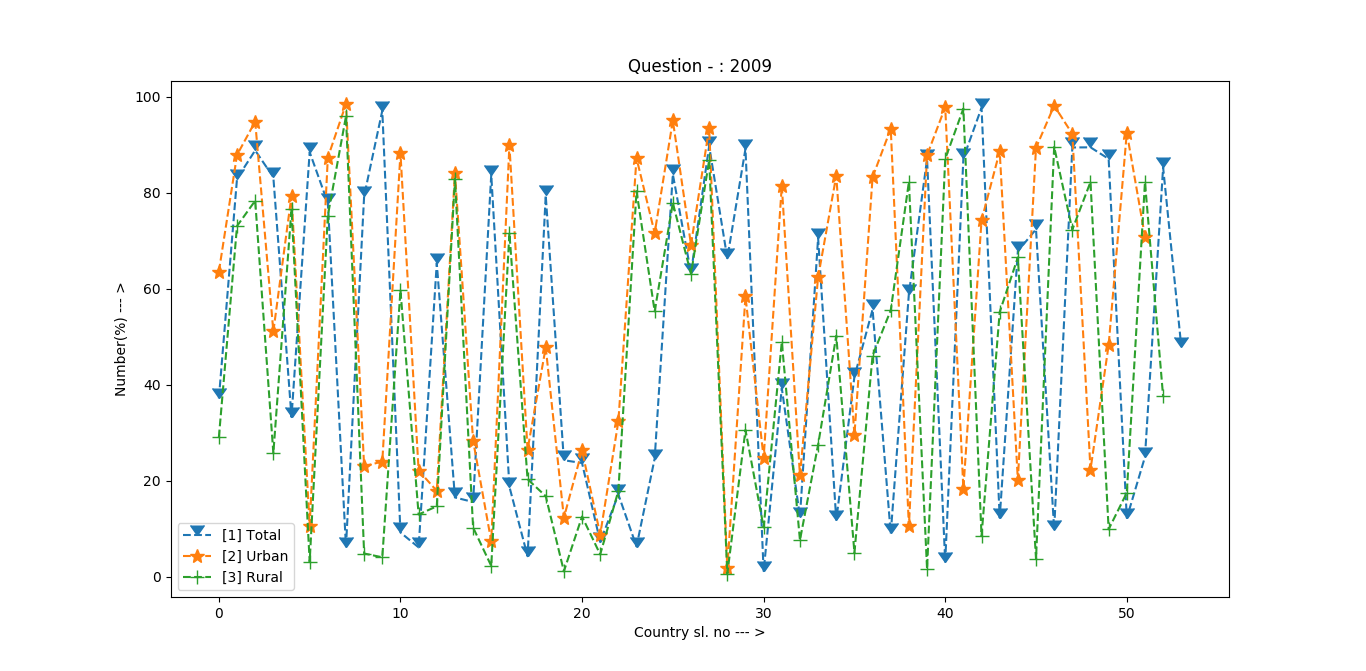 Question - : 2009
100
80
60
40
20
0
Number(%) --- >
[1] Total
[2] Urban
[3] Rural
0 10 20 30 40 50
Country sl. no --- >